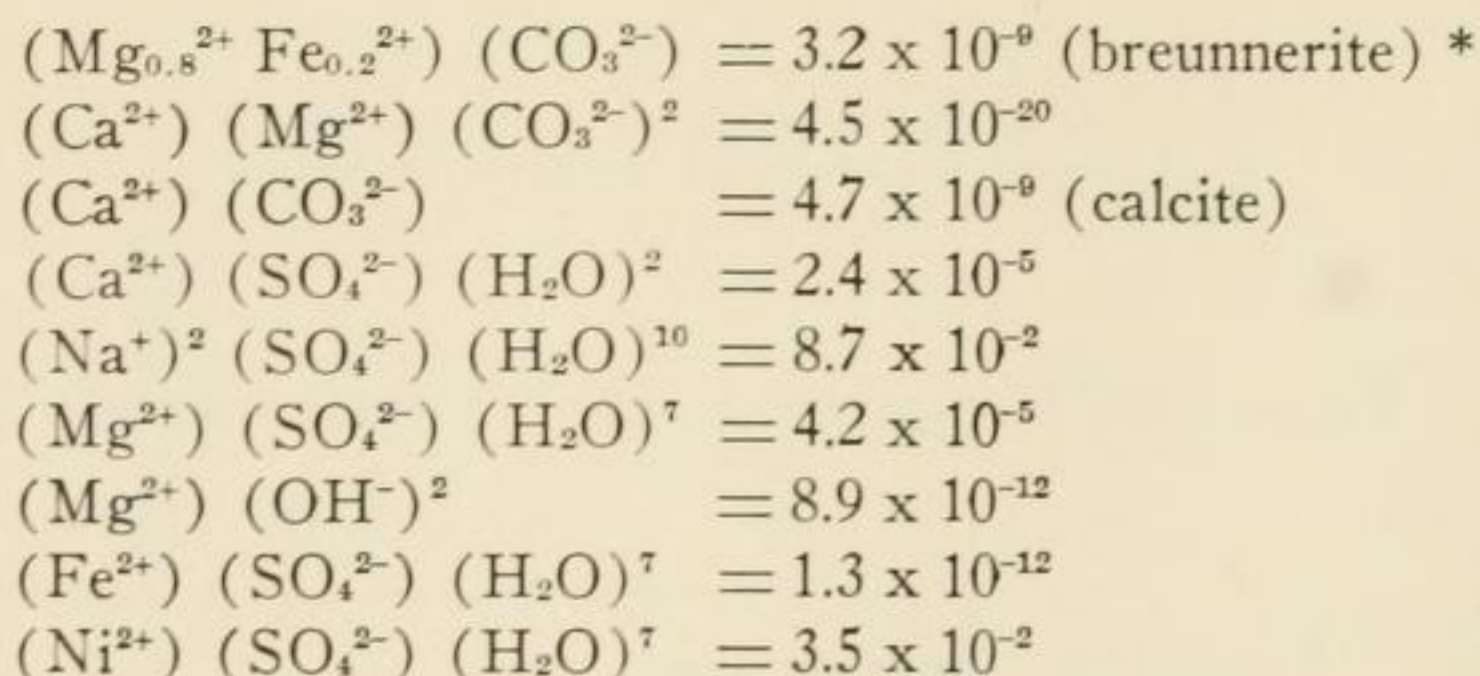 (Mg₀.₈²⁺ Fe₀.₂²⁺) (CO₃²⁻) = 3.2 x 10⁻⁹ (breunnerite) *
(Ca²⁺) (Mg²⁺) (CO₃²⁻)² = 4.5 x 10⁻²⁰
(Ca²⁺) (CO₃²⁻) = 4.7 x 10⁻⁹ (calcite)
(Ca²⁺) (SO₄²⁻) (H₂O)² = 2.4 x 10⁻⁵
(Na⁺)² (SO₄²⁻) (H₂O)¹⁰ = 8.7 x 10⁻²
(Mg²⁺) (SO₄²⁻) (H₂O)⁷ = 4.2 x 10⁻⁵
(Mg²⁺) (OH⁻)² = 8.9 x 10⁻¹²
(Fe²⁺) (SO₄²⁻) (H₂O)⁷ = 1.3 x 10⁻¹²
(Ni²⁺) (SO₄²⁻) (H₂O)⁷ = 3.5 x 10⁻²